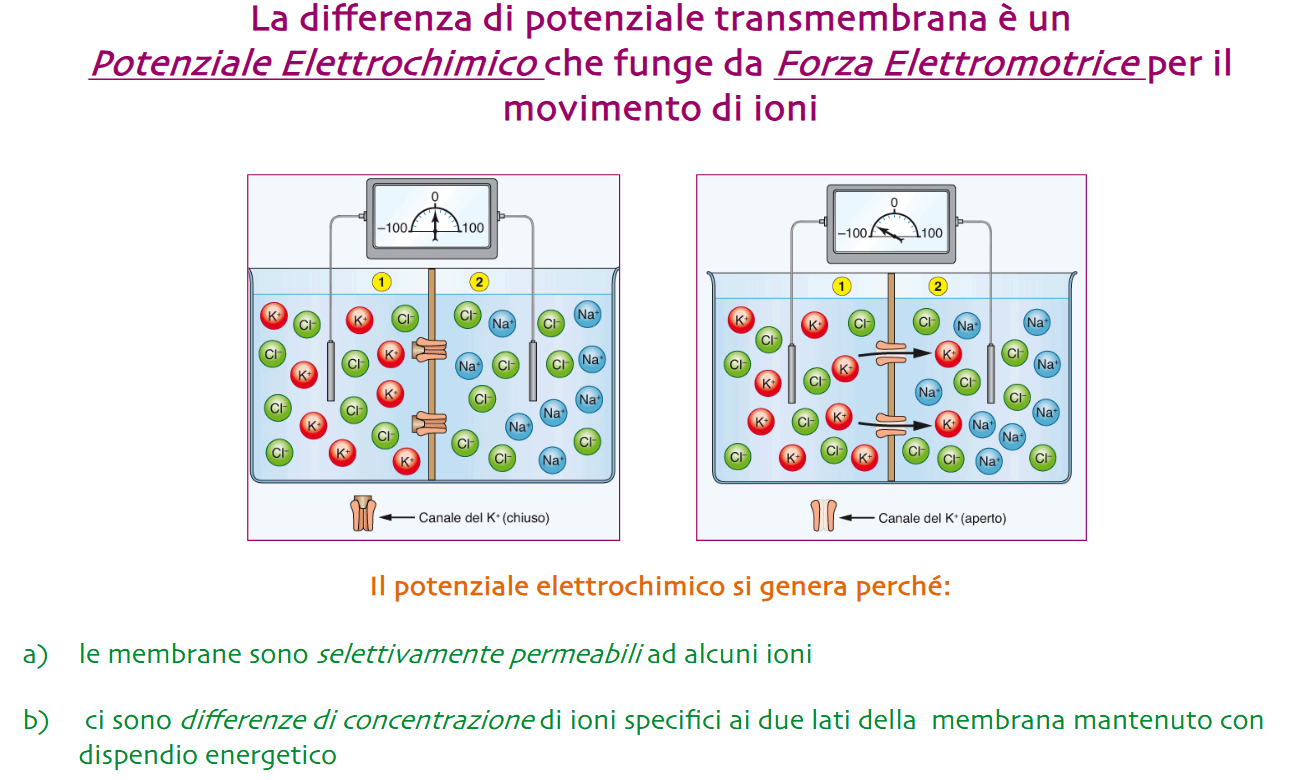 La differenza di potenziale transmembrana è un
Potenziale Elettrochimico che funge da Forza Elettromotrice per il
movimento di ioni
0
-100 100
1 2
K+ Cl- K+ Cl- Cl- Na+ Cl- Na+
Cl- K+ Cl- K+ Na+ Cl- Cl- Na+
Cl- Cl- K+ Cl- Na+ Na+
K+ Cl- Na+
Cl- K+ K+ Cl- Cl- Na+ Cl-
Canale del K+ (chiuso)
0
-100 100
1 2
K+ Cl- K+ Cl- Cl- Na+ Na+
Cl- K+ Cl- K+ K+ Cl- Cl- Na+
K+ Cl- K+ Na+ Cl- Na+
K+ Na+ Na+
Cl- K+ Cl- K+ Cl- Cl- Na+ Cl-
Canale del K+ (aperto)
Il potenziale elettrochimico si genera perché:
a) le membrane sono selettivamente permeabili ad alcuni ioni
b) ci sono differenze di concentrazione di ioni specifici ai due lati della membrana mantenuto con
dispendio energetico